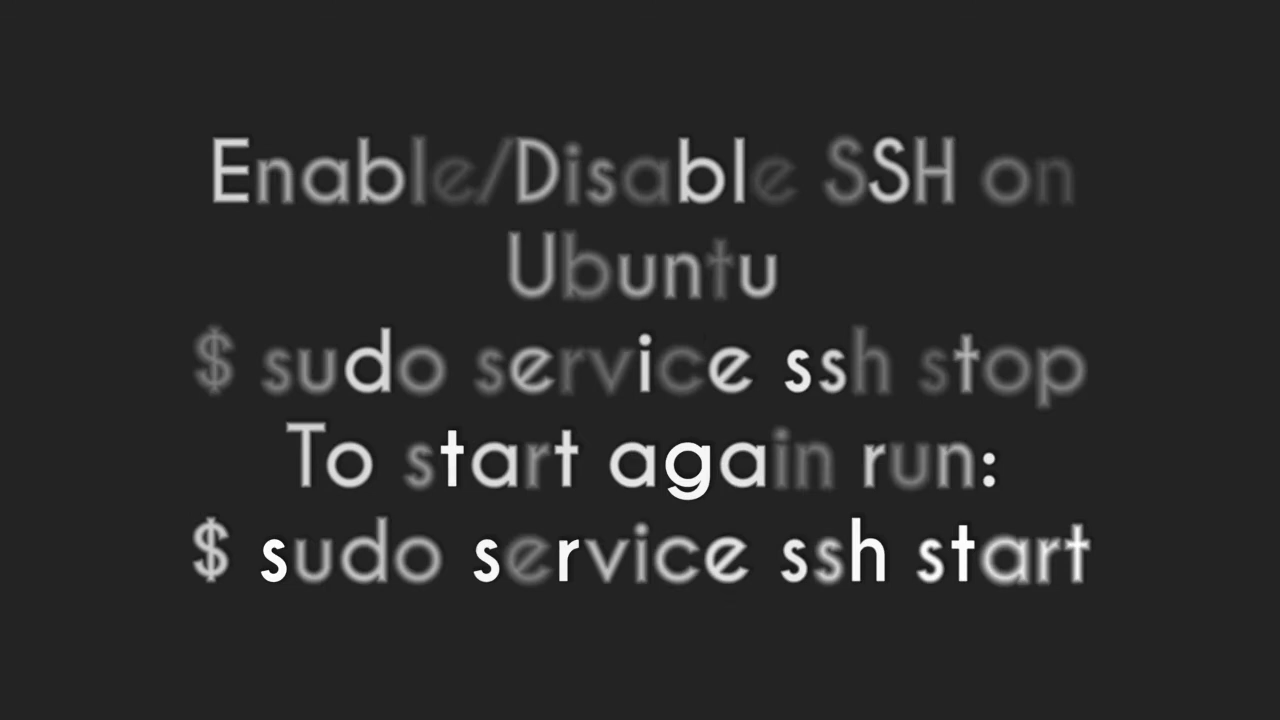 Enable/Disable SSH on
Ubuntu
$ sudo service ssh stop
To start again run:
$ sudo service ssh start